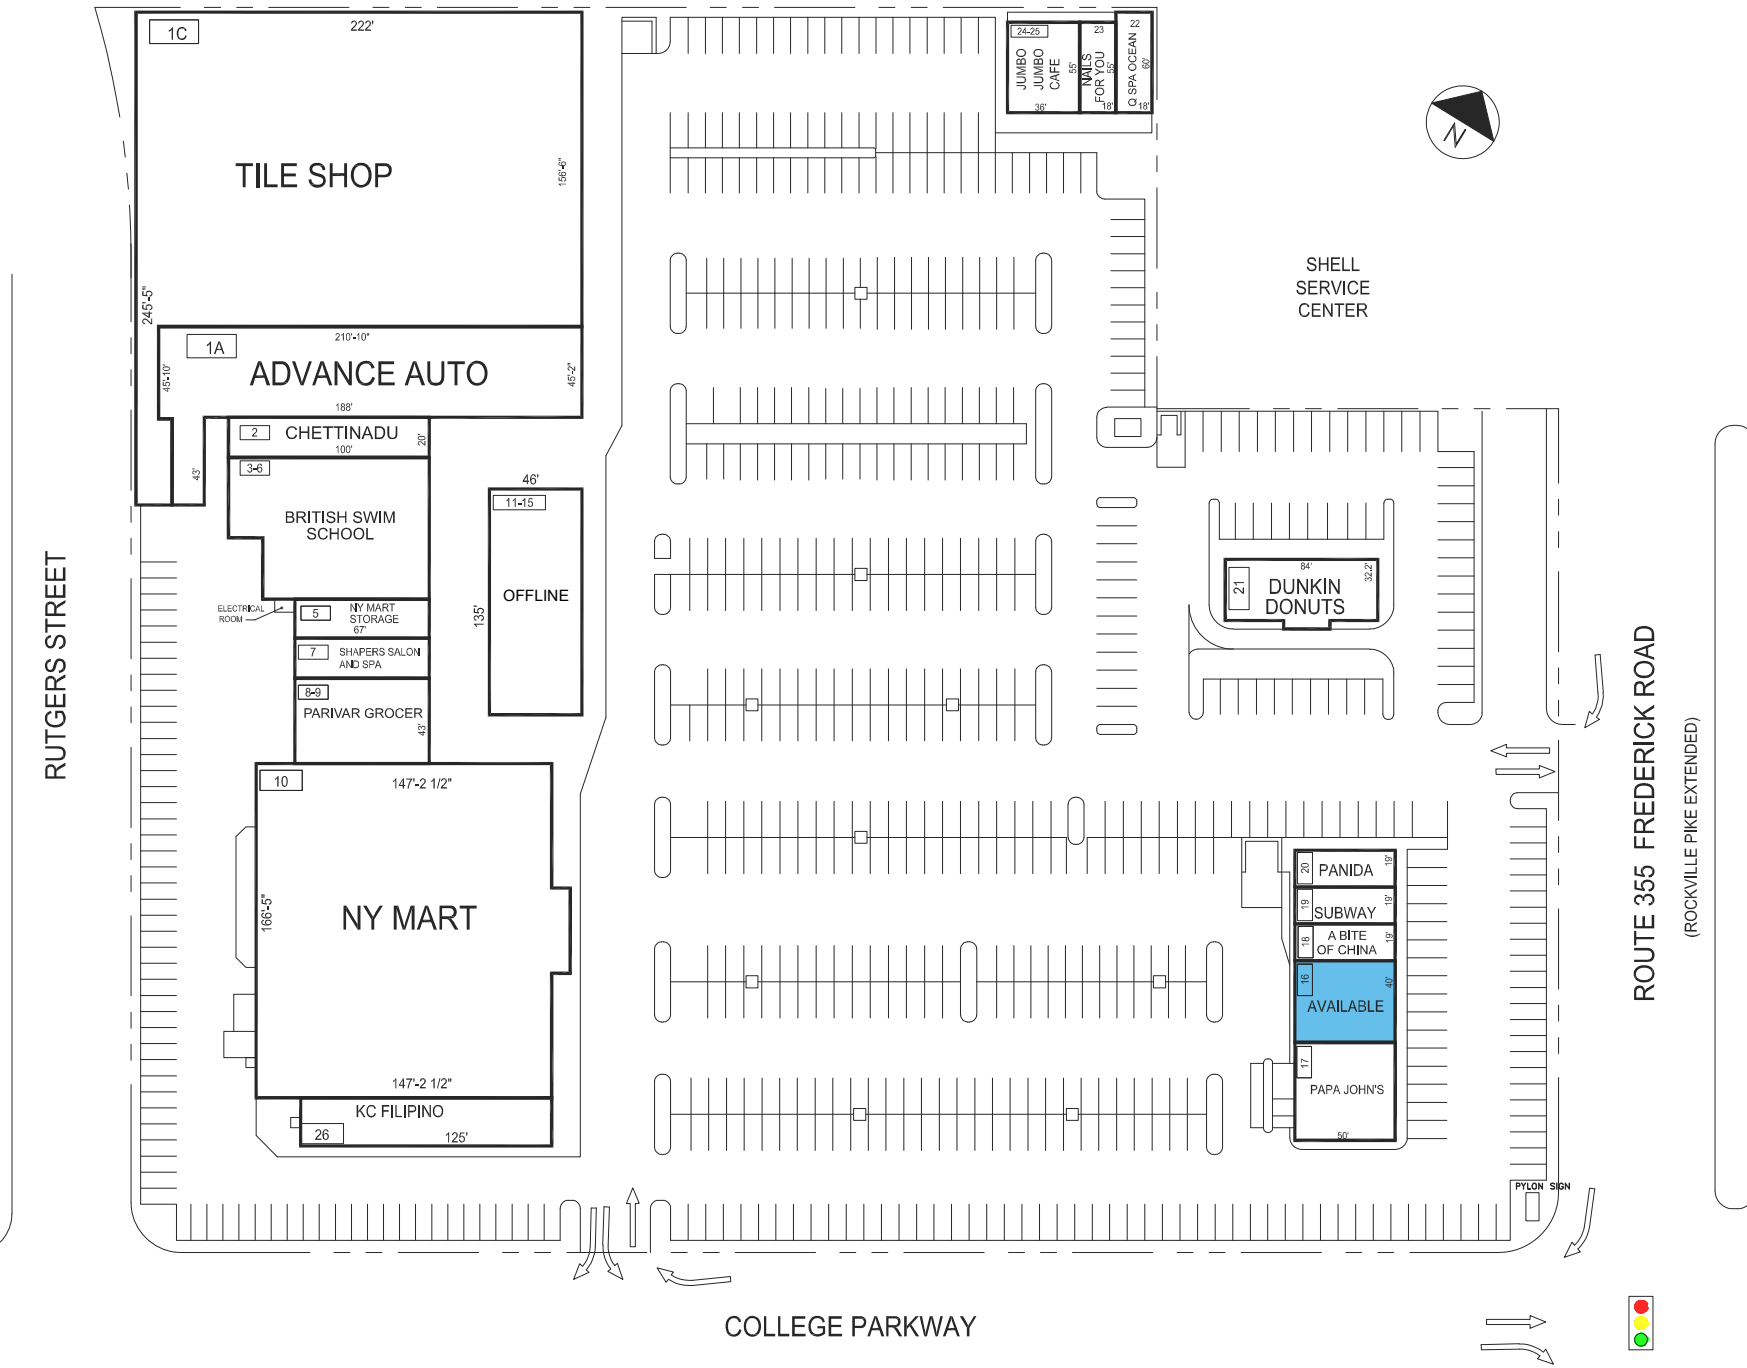 1C
222'
TILE SHOP
156'-6"
245'-5"
1A
210'-10"
ADVANCE AUTO
45'-10"
45'-2"
188'
2
CHETTINADU
20'
100'
43'
3-6
BRITISH SWIM
SCHOOL
46'
11-15
OFFLINE
135'
ELECTRICAL
ROOM
5
NY MART
STORAGE
67'
7
SHAPERS SALON
AND SPA
8-9
PARIVAR GROCER
43'
10
147'-2 1/2"
NY MART
166'-5"
147'-2 1/2"
KC FILIPINO
26
125'
24-25
JUMBO
JUMBO
CAFE
55'
36'
23
NAILS
FOR YOU
55'
18'
22
Q SPA OCEAN
60'
18'
N
SHELL
SERVICE
CENTER
21
84'
32.2'
DUNKIN
DONUTS
20
PANIDA
19'
19
SUBWAY
19'
18
A BITE
OF CHINA
19'
16
AVAILABLE
40'
17
PAPA JOHN'S
50'
PYLON SIGN
RUTGERS STREET
ROUTE 355 FREDERICK ROAD
(ROCKVILLE PIKE EXTENDED)
COLLEGE PARKWAY